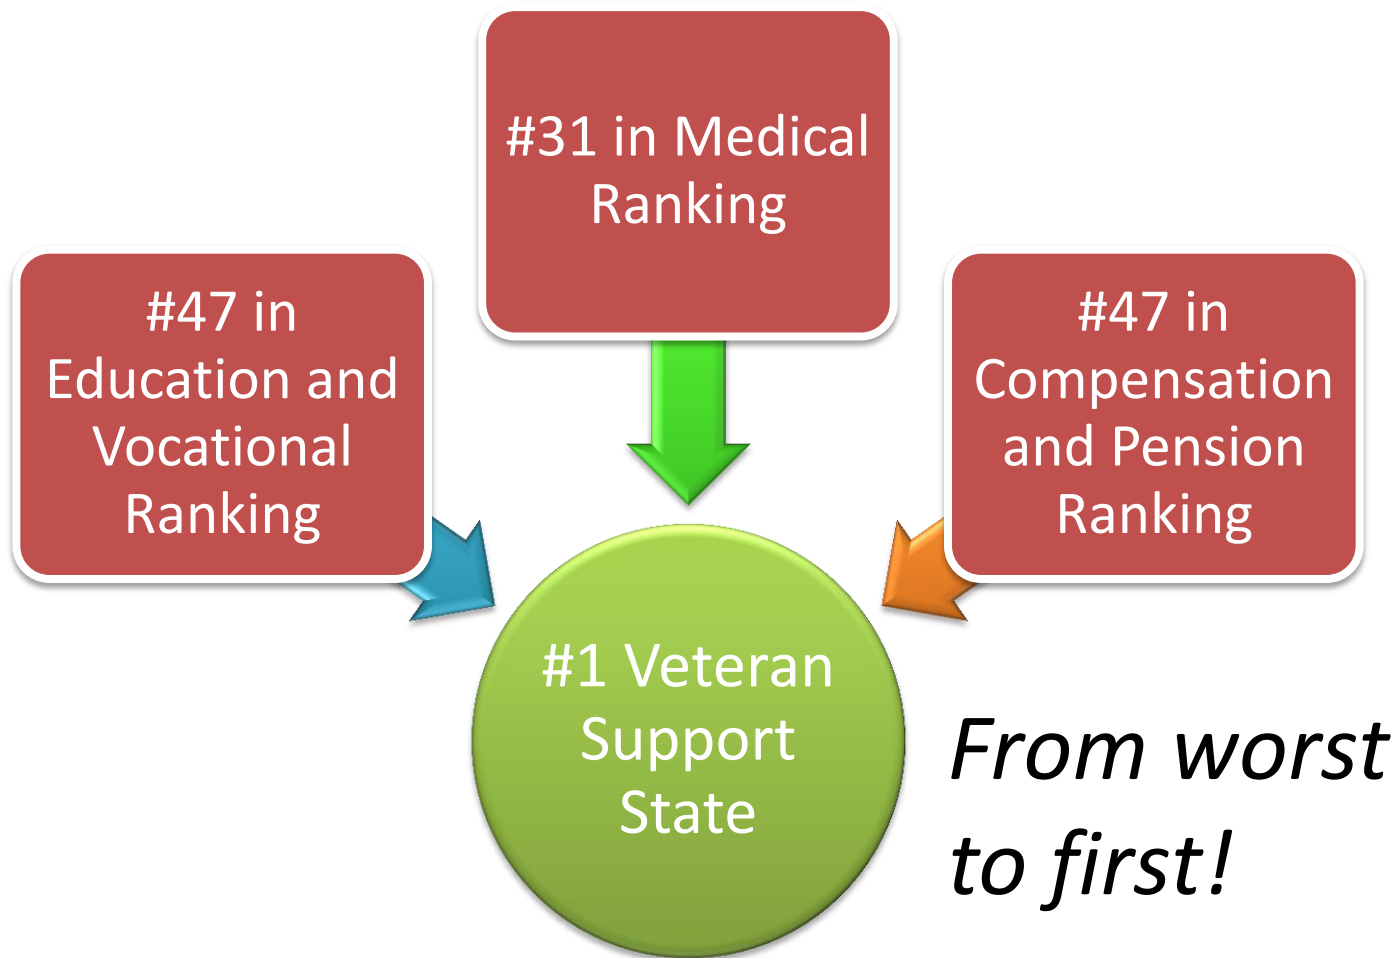 #31 in Medical
Ranking
#47 in
Education and
Vocational
Ranking
#47 in
Compensation
and Pension
Ranking
#1 Veteran
Support
State
From worst
to first!